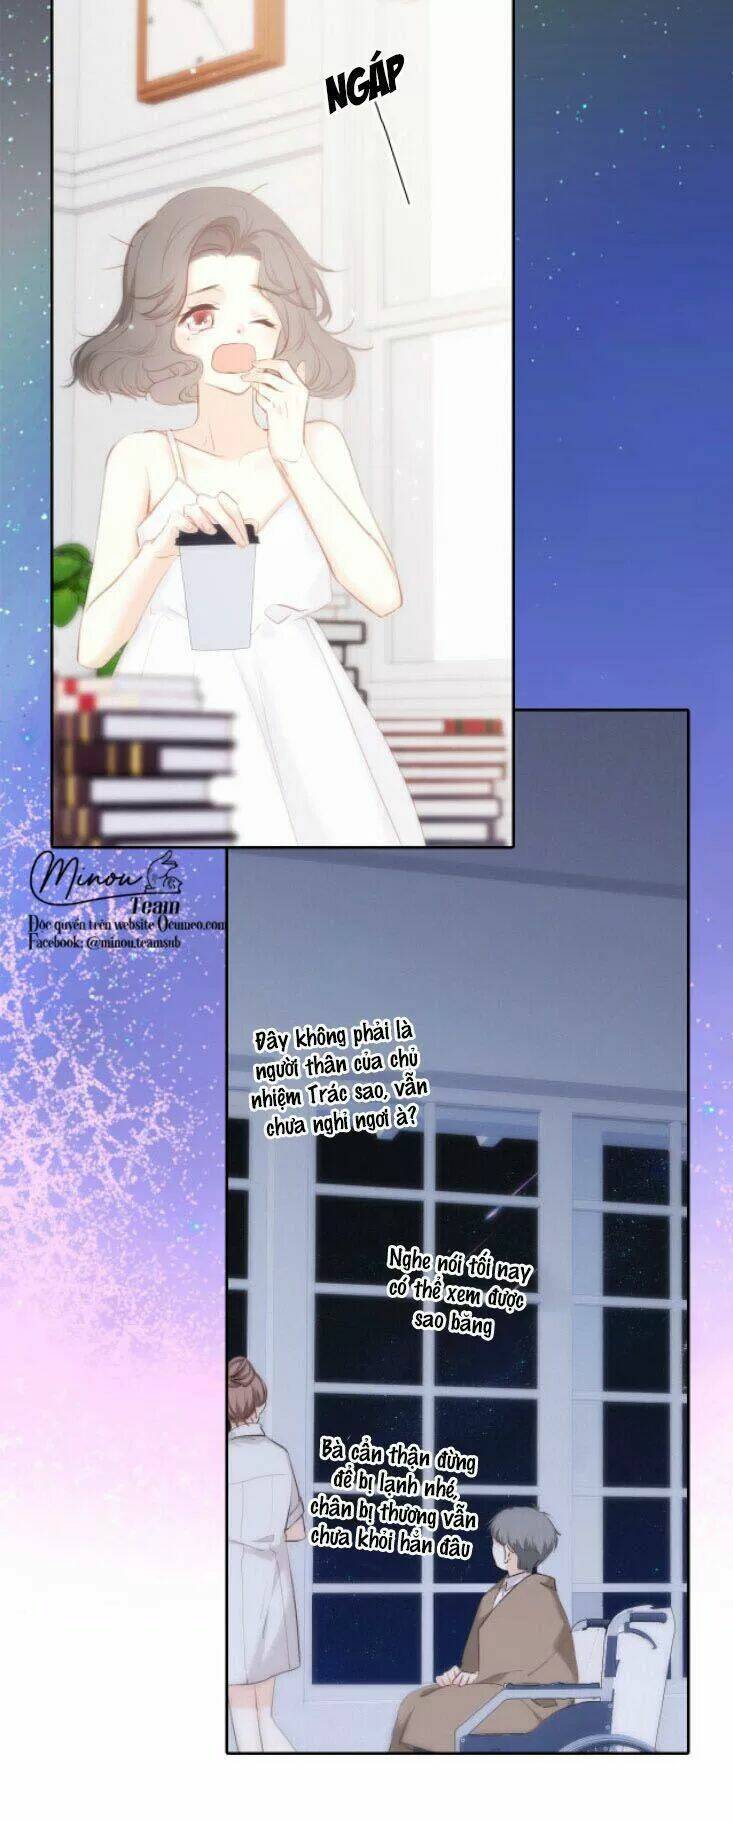 NGÁP
Minou
Team
Độc quyền trên website Ocumeo.com
Facebook: @minou.teamsub
Đây không phải là
người thân của chủ
nhiệm Trác sao, vẫn
chưa nghỉ ngơi à?
Nghe nói tối nay
có thể xem được
sao băng
Bà cẩn thận đừng
để bị lạnh nhé,
chân bị thương vẫn
chưa khỏi hẳn đâu